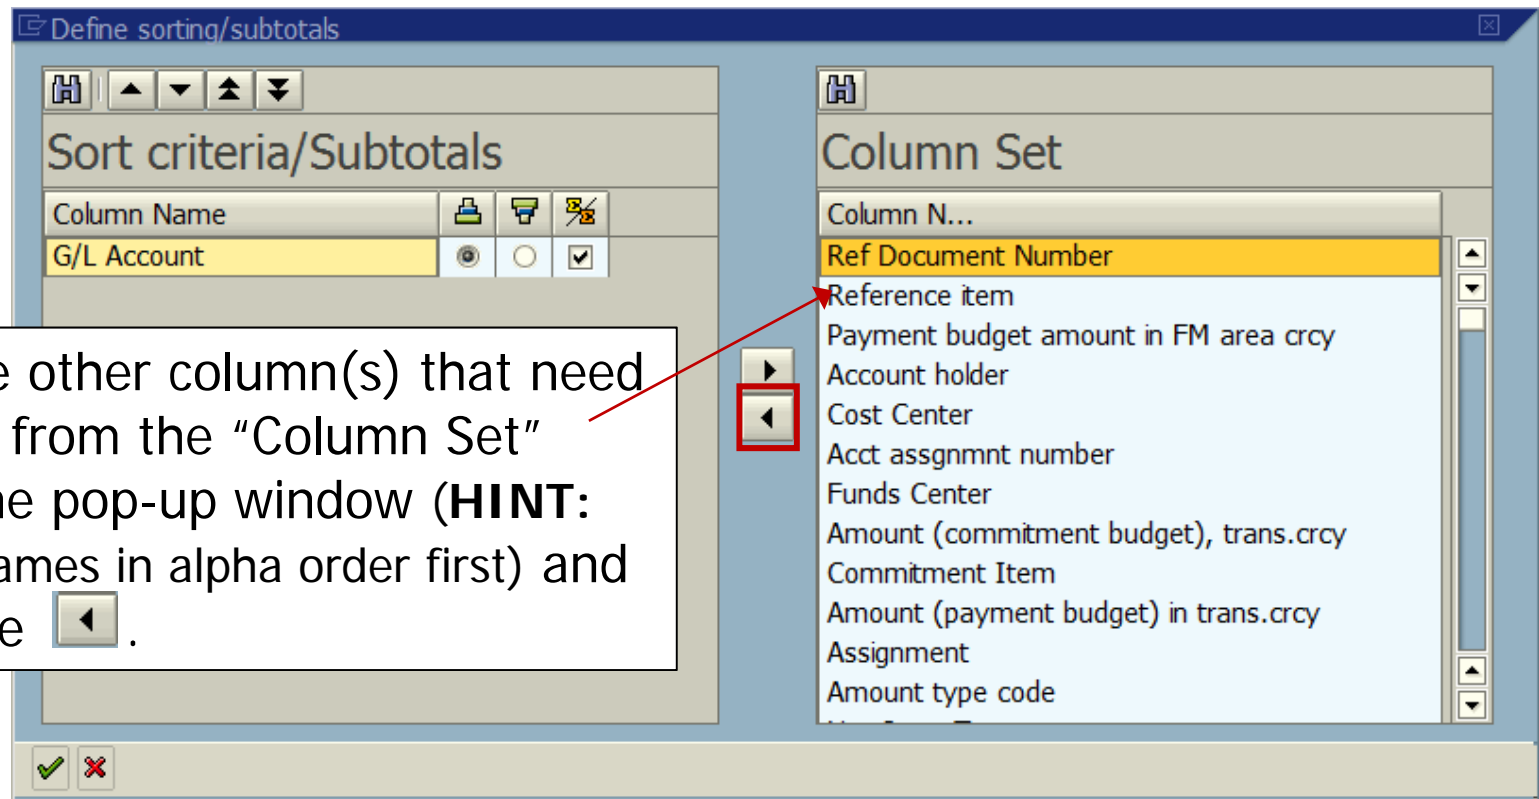 Define sorting/subtotals
Sort criteria/Subtotals
Column Name
G/L Account
e other column(s) that need
from the “Column Set”
ne pop-up window (HINT:
ames in alpha order first) and
e .
Column Set
Column N...
Ref Document Number
Reference item
Payment budget amount in FM area crcy
Account holder
Cost Center
Acct assgnmnt number
Funds Center
Amount (commitment budget), trans.crcy
Commitment Item
Amount (payment budget) in trans.crcy
Assignment
Amount type code